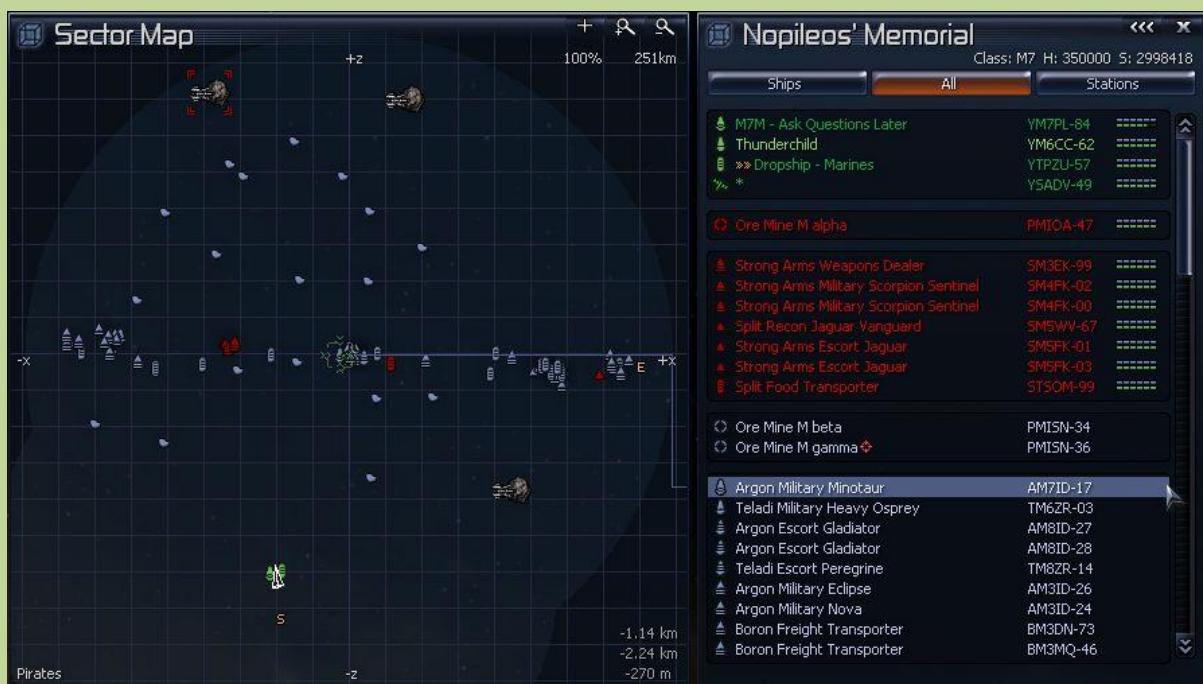 Sector Map
+z
100% 251km
-x
+x
E
S
-1.14 km
-2.24 km
-270 m
Pirates
-z
Nopileos' Memorial
Class: M7 H: 350000 S: 2998418
Ships All Stations
M7M - Ask Questions Later YM7PL-84
Thunderchild YM6CC-62
»» Dropship - Marines YTPZU-57
* YSADV-49
Ore Mine M alpha PMIOA-47
Strong Arms Weapons Dealer SM3EK-99
Strong Arms Military Scorpion Sentinel SM4FK-02
Strong Arms Military Scorpion Sentinel SM4FK-00
Split Recon Jaguar Vanguard SM5WV-67
Strong Arms Escort Jaguar SM5FK-01
Strong Arms Escort Jaguar SM5FK-03
Split Food Transporter STSOM-99
Ore Mine M beta PMISN-34
Ore Mine M gamma PMISN-36
Argon Military Minotaur AM7ID-17
Teladi Military Heavy Osprey TM6ZR-03
Argon Escort Gladiator AM8ID-27
Argon Escort Gladiator AM8ID-28
Teladi Escort Peregrine TM8ZR-14
Argon Military Eclipse AM3ID-26
Argon Military Nova AM3ID-24
Boron Freight Transporter BM3DN-73
Boron Freight Transporter BM3MQ-46